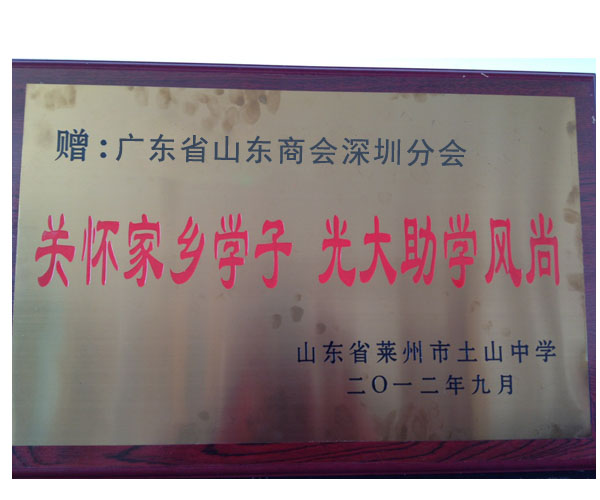 赠:广东省山东商会深圳分会
关怀家乡学子 光大助学风尚
山东省莱州市土山中学
二〇一二年九月